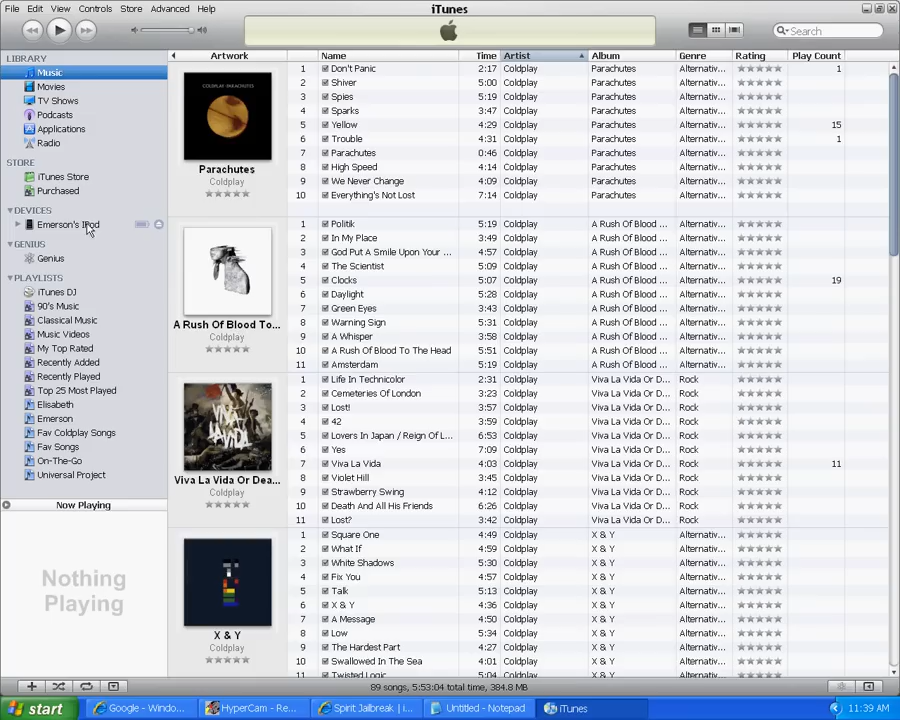 File Edit View Controls Store Advanced Help
iTunes
Search
LIBRARY
Music
Movies
TV Shows
Podcasts
Applications
Radio
STORE
iTunes Store
Purchased
DEVICES
Emerson's iPod
GENIUS
Genius
PLAYLISTS
iTunes DJ
90's Music
Classical Music
Music Videos
My Top Rated
Recently Added
Recently Played
Top 25 Most Played
Elisabeth
Emerson
Fav Coldplay Songs
Fav Songs
On-The-Go
Universal Project
Now Playing
Nothing
Playing
Artwork Name Time Artist Album Genre Rating Play Count
COLDPLAY·PARACHUTES
Parachutes
Coldplay
1 Don't Panic 2:17 Coldplay Parachutes Alternativ... 1
2 Shiver 5:00 Coldplay Parachutes Alternativ...
3 Spies 5:19 Coldplay Parachutes Alternativ...
4 Sparks 3:47 Coldplay Parachutes Alternativ...
5 Yellow 4:29 Coldplay Parachutes Alternativ... 15
6 Trouble 4:31 Coldplay Parachutes Alternativ... 1
7 Parachutes 0:46 Coldplay Parachutes Alternativ...
8 High Speed 4:14 Coldplay Parachutes Alternativ...
9 We Never Change 4:09 Coldplay Parachutes Alternativ...
10 Everything's Not Lost 7:14 Coldplay Parachutes Alternativ...
A Rush Of Blood To...
Coldplay
1 Politik 5:19 Coldplay A Rush Of Blood ... Alternativ...
2 In My Place 3:49 Coldplay A Rush Of Blood ... Alternativ...
3 God Put A Smile Upon Your ... 4:57 Coldplay A Rush Of Blood ... Alternativ...
4 The Scientist 5:09 Coldplay A Rush Of Blood ... Alternativ...
5 Clocks 5:07 Coldplay A Rush Of Blood ... Alternativ... 19
6 Daylight 5:28 Coldplay A Rush Of Blood ... Alternativ...
7 Green Eyes 3:43 Coldplay A Rush Of Blood ... Alternativ...
8 Warning Sign 5:31 Coldplay A Rush Of Blood ... Alternativ...
9 A Whisper 3:58 Coldplay A Rush Of Blood ... Alternativ...
10 A Rush Of Blood To The Head 5:51 Coldplay A Rush Of Blood ... Alternativ...
11 Amsterdam 5:19 Coldplay A Rush Of Blood ... Alternativ...
VIVA LA VIDA
Viva La Vida Or Dea...
Coldplay
1 Life In Technicolor 2:31 Coldplay Viva La Vida Or D... Rock
2 Cemeteries Of London 3:23 Coldplay Viva La Vida Or D... Rock
3 Lost! 3:57 Coldplay Viva La Vida Or D... Rock
4 42 3:59 Coldplay Viva La Vida Or D... Rock
5 Lovers In Japan / Reign Of L... 6:53 Coldplay Viva La Vida Or D... Rock
6 Yes 7:09 Coldplay Viva La Vida Or D... Rock
7 Viva La Vida 4:03 Coldplay Viva La Vida Or D... Rock 11
8 Violet Hill 3:45 Coldplay Viva La Vida Or D... Rock
9 Strawberry Swing 4:12 Coldplay Viva La Vida Or D... Rock
10 Death And All His Friends 6:26 Coldplay Viva La Vida Or D... Rock
11 Lost? 3:42 Coldplay Viva La Vida Or D... Rock
X & Y
Coldplay
1 Square One 4:49 Coldplay X & Y Alternativ...
2 What If 4:59 Coldplay X & Y Alternativ...
3 White Shadows 5:30 Coldplay X & Y Alternativ...
4 Fix You 4:57 Coldplay X & Y Alternativ...
5 Talk 5:13 Coldplay X & Y Alternativ...
6 X & Y 4:36 Coldplay X & Y Alternativ...
7 A Message 4:50 Coldplay X & Y Alternativ...
8 Low 5:34 Coldplay X & Y Alternativ...
9 The Hardest Part 4:27 Coldplay X & Y Alternativ...
10 Swallowed In The Sea 4:01 Coldplay X & Y Alternativ...
11 Twisted Logic 5:04 Coldplay X & Y Alternativ...
89 songs, 5:53:04 total time, 384.8 MB
start
Google - Windo...
HyperCam - Re...
Spirit Jailbreak | i...
Untitled - Notepad
iTunes
11:39 AM